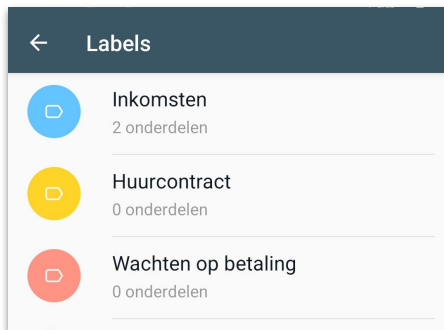 Labels
Inkomsten
2 onderdelen
Huurcontract
0 onderdelen
Wachten op betaling
0 onderdelen